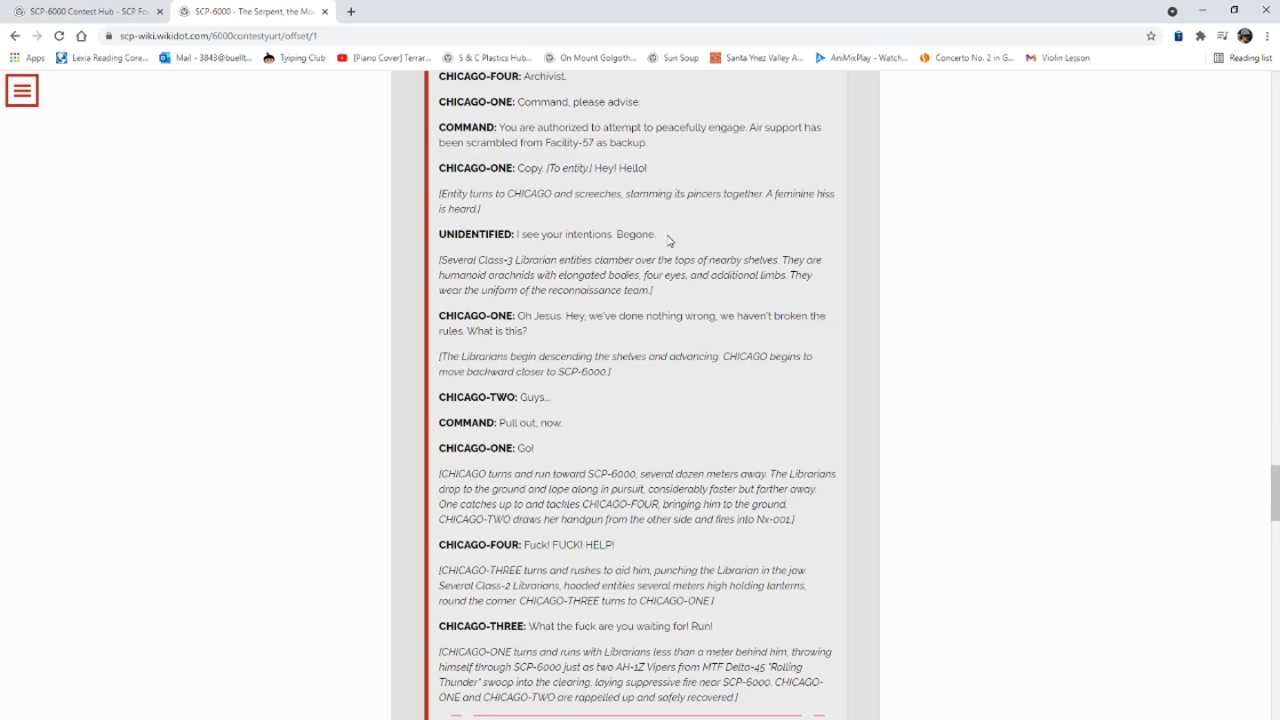 SCP-6000 Contest Hub - SCP Fo
SCP-6000 - The Serpent, the Mo
scp-wiki.wikidot.com/6000contestyurt/offset/1
Apps
Lexia Reading Core...
Mail - 3843@buellt...
Tyiping Club
[Piano Cover] Terrar...
S & C Plastics Hub...
On Mount Golgoth...
Sun Soup
Santa Ynez Valley A...
AniMixPlay - Watch...
Concerto No. 2 in G...
Violin Lesson
Reading list
CHICAGO-FOUR: Archivist.
CHICAGO-ONE: Command, please advise.
COMMAND: You are authorized to attempt to peacefully engage. Air support has
been scrambled from Facility-57 as backup.
CHICAGO-ONE: Copy. [To entity.] Hey! Hello!
[Entity turns to CHICAGO and screeches, slamming its pincers together. A feminine hiss
is heard.]
UNIDENTIFIED: I see your intentions. Begone.
[Several Class-3 Librarian entities clamber over the tops of nearby shelves. They are
humanoid arachnids with elongated bodies, four eyes, and additional limbs. They
wear the uniform of the reconnaissance team.]
CHICAGO-ONE: Oh Jesus. Hey, we've done nothing wrong, we haven't broken the
rules. What is this?
[The Librarians begin descending the shelves and advancing. CHICAGO begins to
move backward closer to SCP-6000.]
CHICAGO-TWO: Guys...
COMMAND: Pull out, now.
CHICAGO-ONE: Go!
[CHICAGO turns and run toward SCP-6000, several dozen meters away. The Librarians
drop to the ground and lope along in pursuit, considerably faster but farther away.
One catches up to and tackles CHICAGO-FOUR, bringing him to the ground.
CHICAGO-TWO draws her handgun from the other side and fires into Nx-001.]
CHICAGO-FOUR: Fuck! FUCK! HELP!
[CHICAGO-THREE turns and rushes to aid him, punching the Librarian in the jaw.
Several Class-2 Librarians, hooded entities several meters high holding lanterns,
round the corner. CHICAGO-THREE turns to CHICAGO-ONE.]
CHICAGO-THREE: What the fuck are you waiting for! Run!
[CHICAGO-ONE turns and runs with Librarians less than a meter behind him, throwing
himself through SCP-6000 just as two AH-1Z Vipers from MTF Delta-45 "Rolling
Thunder" swoop into the clearing, laying suppressive fire near SCP-6000. CHICAGO-
ONE and CHICAGO-TWO are rappelled up and safely recovered.]